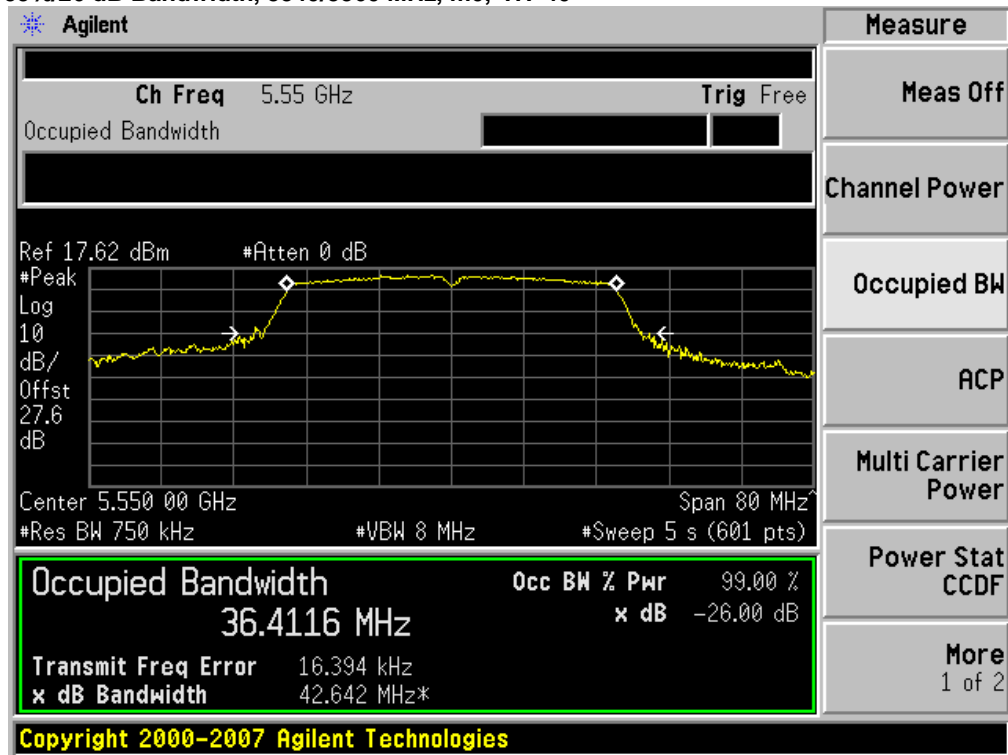 Agilent
Measure
Ch Freq 5.55 GHz Trig Free
Occupied Bandwidth
Meas Off
Channel Power
Occupied BW
ACP
Multi Carrier
Power
Power Stat
CCDF
More
1 of 2
Ref 17.62 dBm #Atten 0 dB
#Peak
Log
10
dB/
Offst
27.6
dB
Center 5.550 00 GHz Span 80 MHz^
#Res BW 750 kHz #VBW 8 MHz #Sweep 5 s (601 pts)
Occupied Bandwidth Occ BW % Pwr 99.00 %
36.4116 MHz x dB -26.00 dB
Transmit Freq Error 16.394 kHz
x dB Bandwidth 42.642 MHz*
Copyright 2000-2007 Agilent Technologies